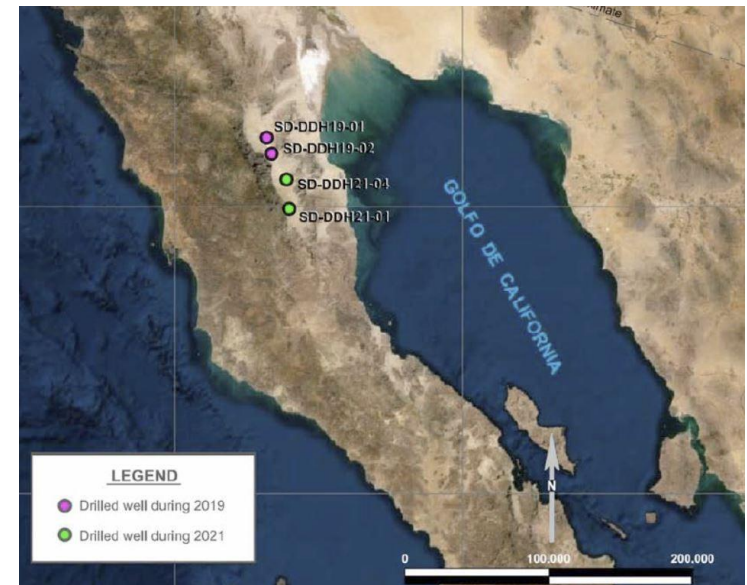 SD-DDH19-01
SD-DDH19-02
SD-DDH21-04
SD-DDH21-01
GOLFO DE CALIFORNIA
LEGEND
Drilled well during 2019
Drilled well during 2021
N
0 100.000 200.000